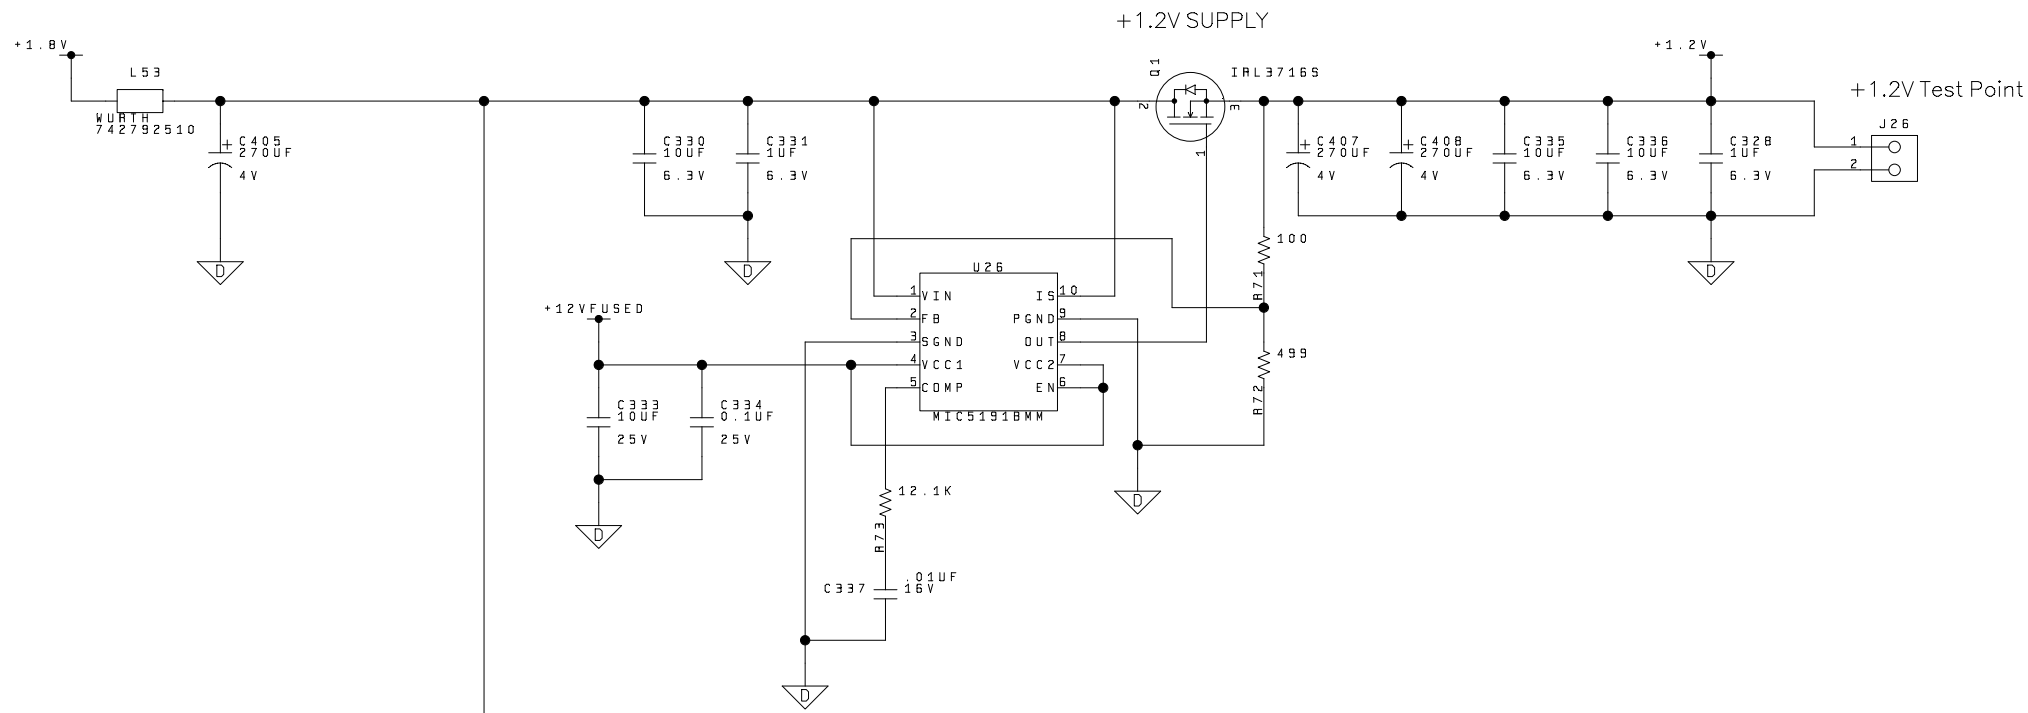 +1.2V SUPPLY
+1.8V
L53
WURTH
742792510
C405
270UF
4V
D
C330
10UF
6.3V
C331
1UF
6.3V
D
Q1
IRL3716S
2
3
1
+1.2V
+1.2V Test Point
C407
270UF
4V
C408
270UF
4V
C335
10UF
6.3V
C336
10UF
6.3V
C328
1UF
6.3V
D
J26
1
2
100
R71
499
R72
U26
1 VIN
2 FB
3 SGND
4 VCC1
5 COMP
IS 10
PGND 9
OUT 8
VCC2 7
EN 6
MIC5191BMM
D
+12VFUSED
C333
10UF
25V
C334
0.1UF
25V
D
12.1K
R73
C337
.01UF
16V
D